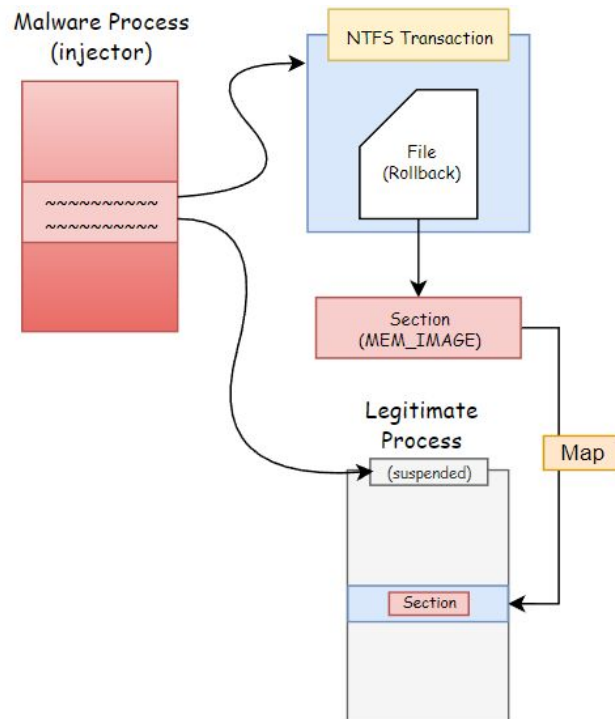 Malware Process
(injector)
NTFS Transaction
~~~~~~~~~~
~~~~~~~~~~
File
(Rollback)
Section
(MEM_IMAGE)
Legitimate
Process
(suspended)
Map
Section